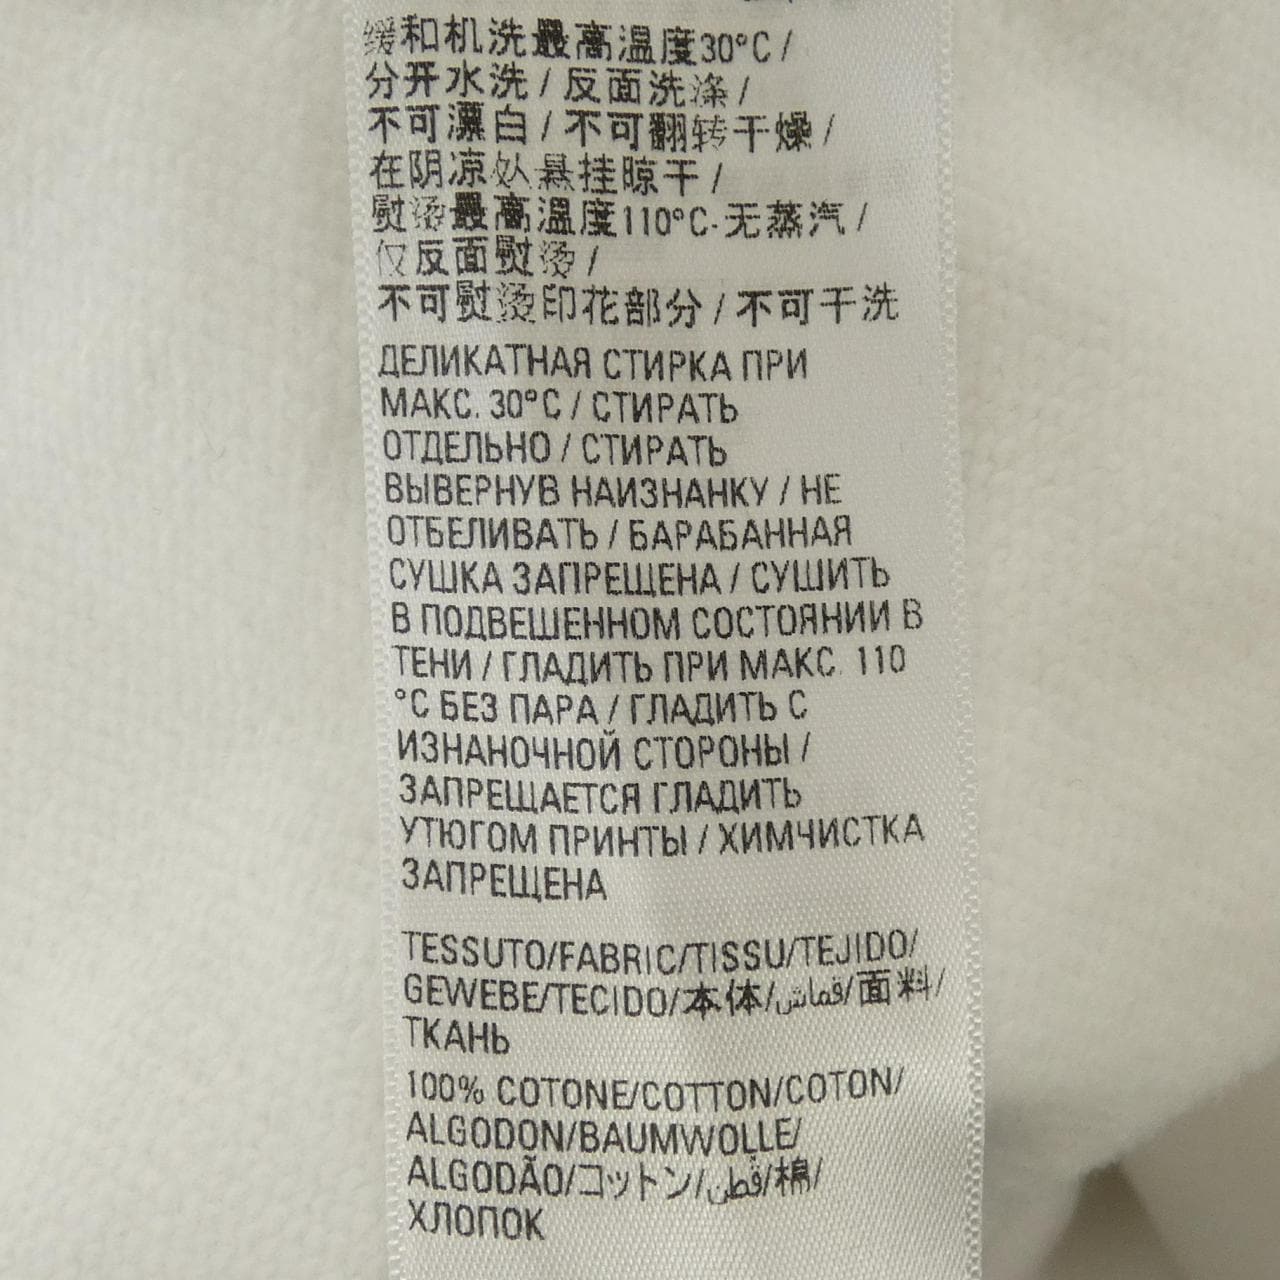 缓和机洗最高温度30°C /
分开水洗 / 反面洗涤 /
不可漂白 / 不可翻转干燥 /
在阴凉处悬挂晾干 /
熨烫最高温度110°C-无蒸汽 /
仅反面熨烫 /
不可熨烫印花部分 / 不可干洗
ДЕЛИКАТНАЯ СТИРКА ПРИ
МАКС. 30°C / СТИРАТЬ
ОТДЕЛЬНО / СТИРАТЬ
ВЫВЕРНУВ НАИЗНАНКУ / НЕ
ОТБЕЛИВАТЬ / БАРАБАННАЯ
СУШКА ЗАПРЕЩЕНА / СУШИТЬ
В ПОДВЕШЕННОМ СОСТОЯНИИ В
ТЕНИ / ГЛАДИТЬ ПРИ МАКС. 110
°C БЕЗ ПАРА / ГЛАДИТЬ С
ИЗНАНОЧНОЙ СТОРОНЫ /
ЗАПРЕЩАЕТСЯ ГЛАДИТЬ
УТЮГОМ ПРИНТЫ / ХИМЧИСТКА
ЗАПРЕЩЕНА
TESSUTO/FABRIC/TISSU/TEJIDO/
GEWEBE/TECIDO/本体/قماش/面料/
ТКАНЬ
100% COTONE/COTTON/COTON/
ALGODON/BAUMWOLLE/
ALGODÃO/コットン/قطن/棉/
ХЛОПОК